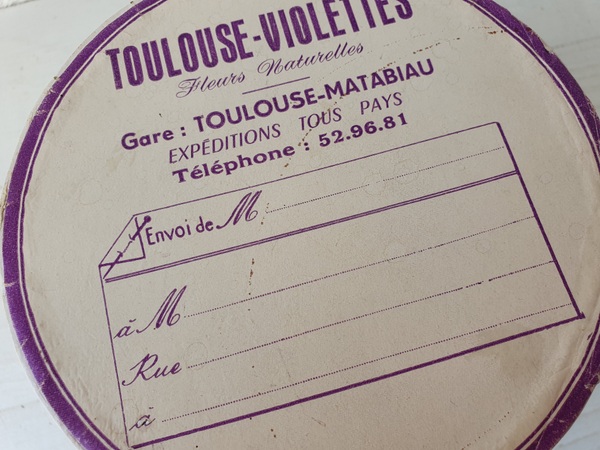 TOULOUSE-VIOLETTES
Fleurs Naturelles
Gare : TOULOUSE-MATABIAU
EXPÉDITIONS TOUS PAYS
Téléphone : 52.96.81
Envoi de M
à M
Rue
à